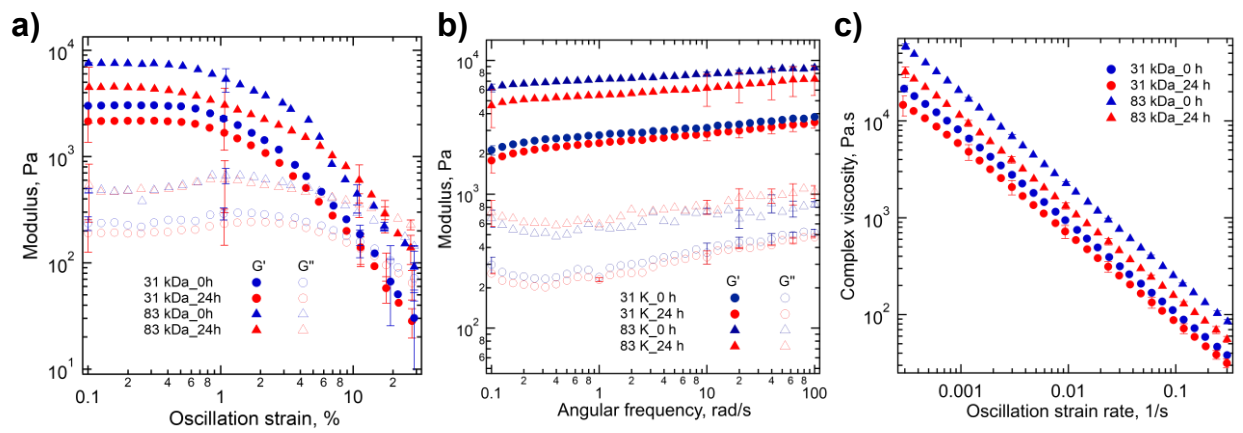 a)
Modulus, Pa
10⁴
10³
10²
10¹
G' G"
31 kDa_0h
31 kDa_24h
83 kDa_0h
83 kDa_24h
0.1 2 4 6 8 1 2 4 6 8 10 2
Oscillation strain, %
b)
Modulus, Pa
10⁴
8
6
4
2
10³
8
6
4
2
10²
8
6
G' G"
31 K_0 h
31 K_24 h
83 K_0 h
83 K_24 h
0.1 2 4 6 8 1 2 4 6 8 10 2 4 6 8 100
Angular frequency, rad/s
c)
Complex viscosity, Pa.s
10⁴
10³
10²
31 kDa_0 h
31 kDa_24 h
83 kDa_0 h
83 kDa_24 h
0.001 0.01 0.1
Oscillation strain rate, 1/s